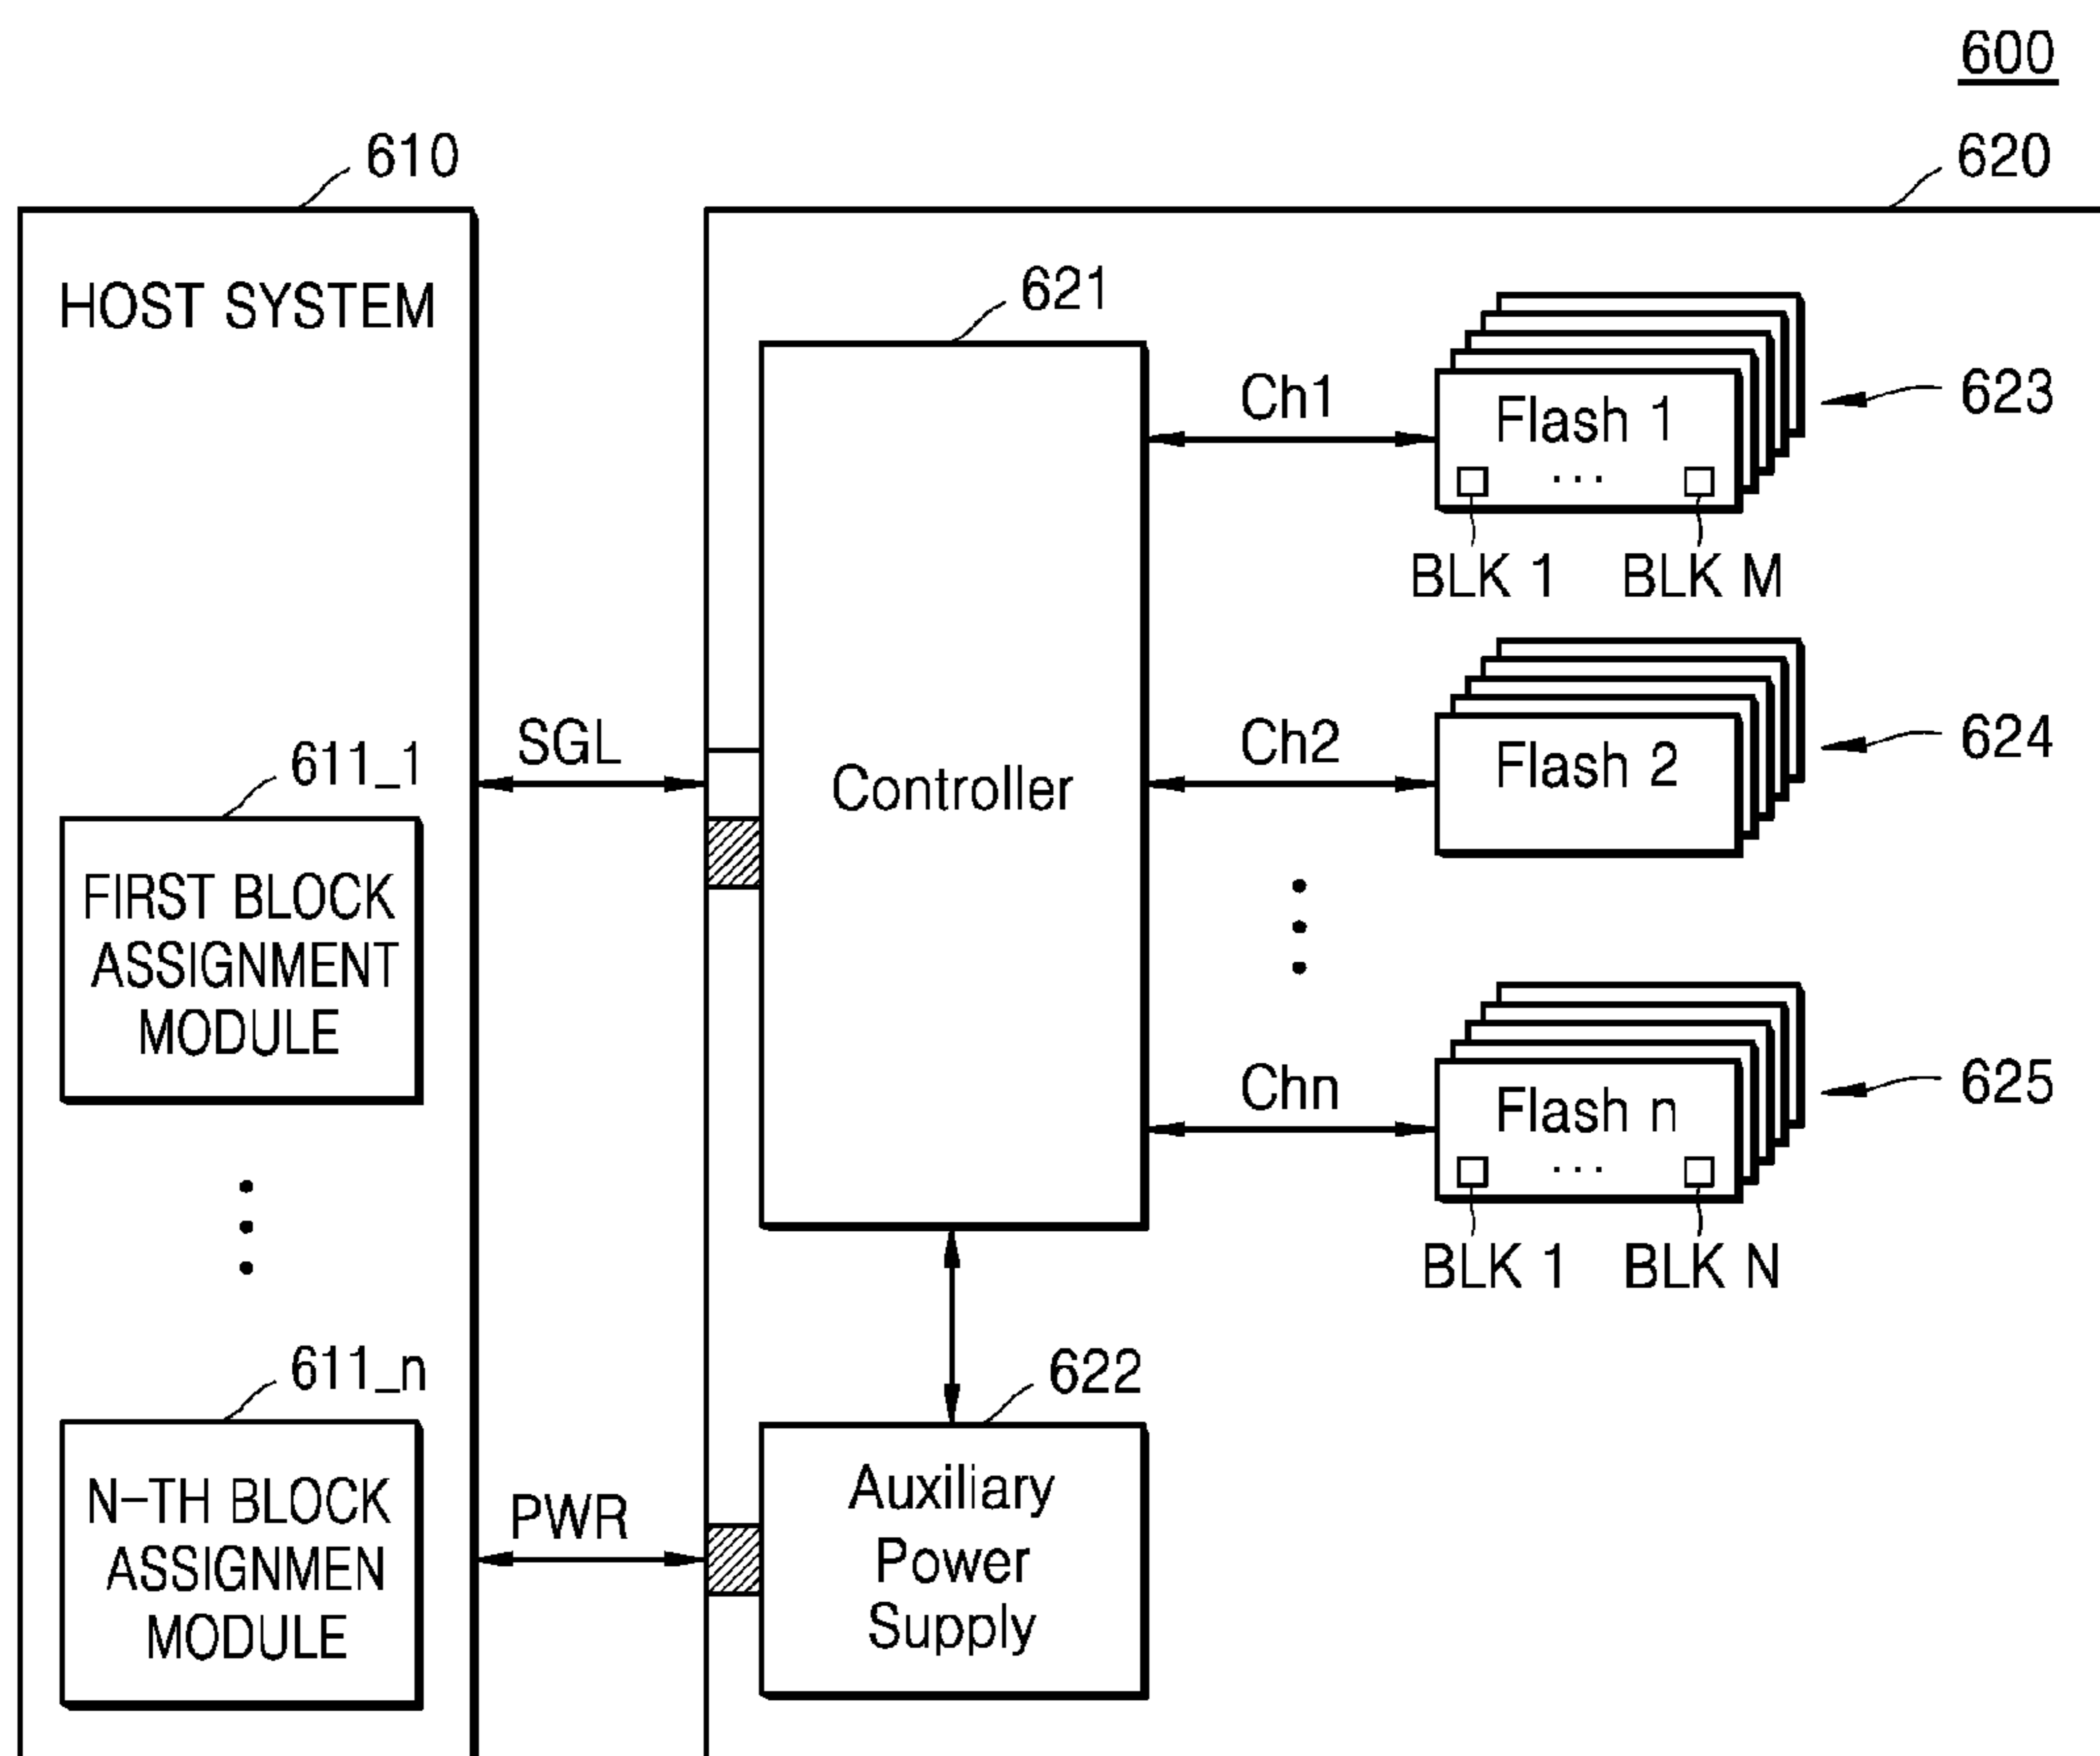 600
610
620
HOST SYSTEM
621
Ch1
Flash 1
...
623
BLK 1
BLK M
611_1
SGL
Controller
Ch2
Flash 2
624
FIRST BLOCK
ASSIGNMENT
MODULE
Chn
Flash n
...
625
BLK 1
BLK N
611_n
622
N-TH BLOCK
ASSIGNMEN
MODULE
PWR
Auxiliary
Power
Supply